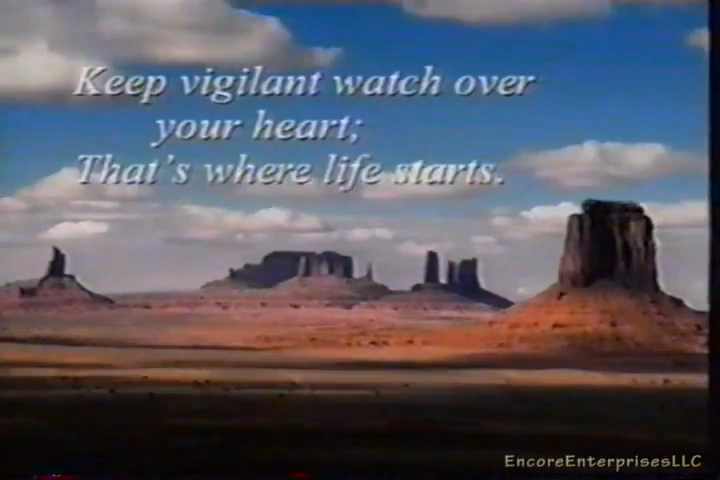 Keep vigilant watch over
your heart;
That's where life starts.
EncoreEnterprisesLLC